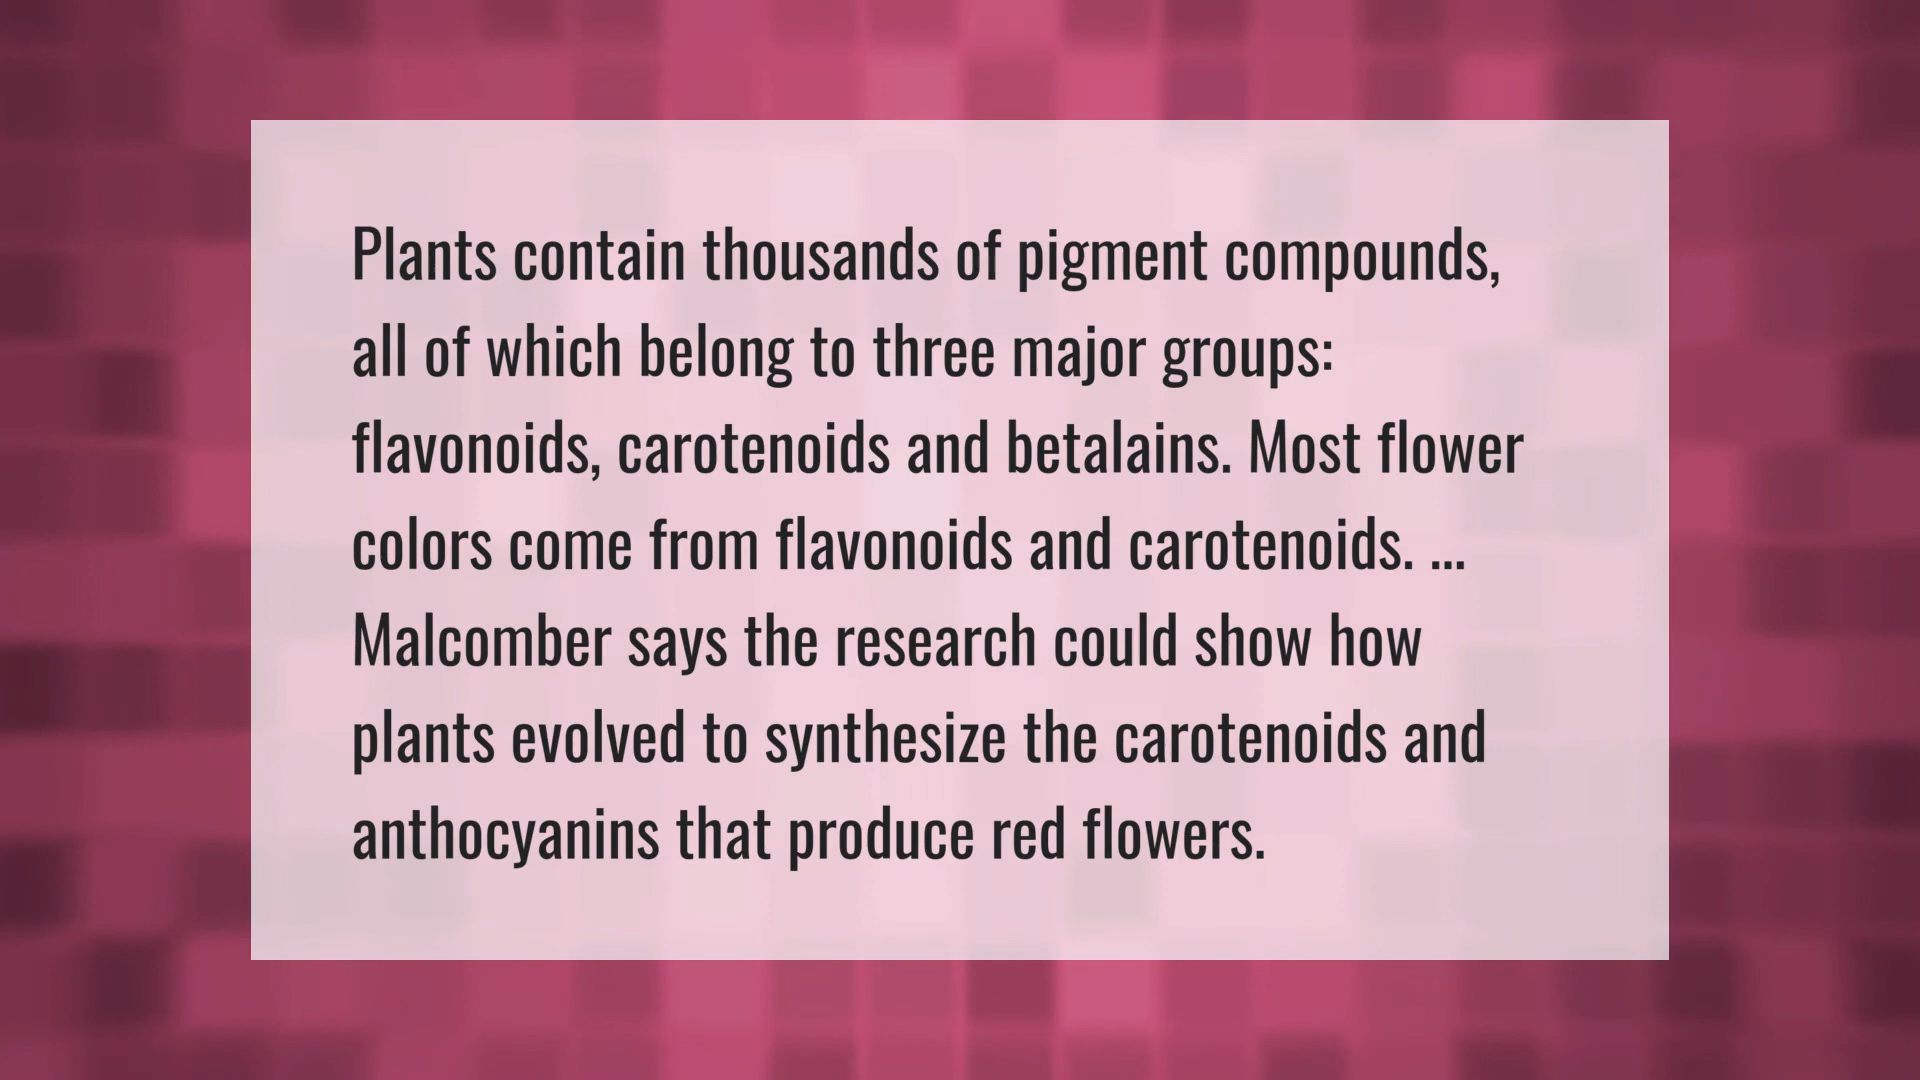 Plants contain thousands of pigment compounds,
all of which belong to three major groups:
flavonoids, carotenoids and betalains. Most flower
colors come from flavonoids and carotenoids. ...
Malcomber says the research could show how
plants evolved to synthesize the carotenoids and
anthocyanins that produce red flowers.